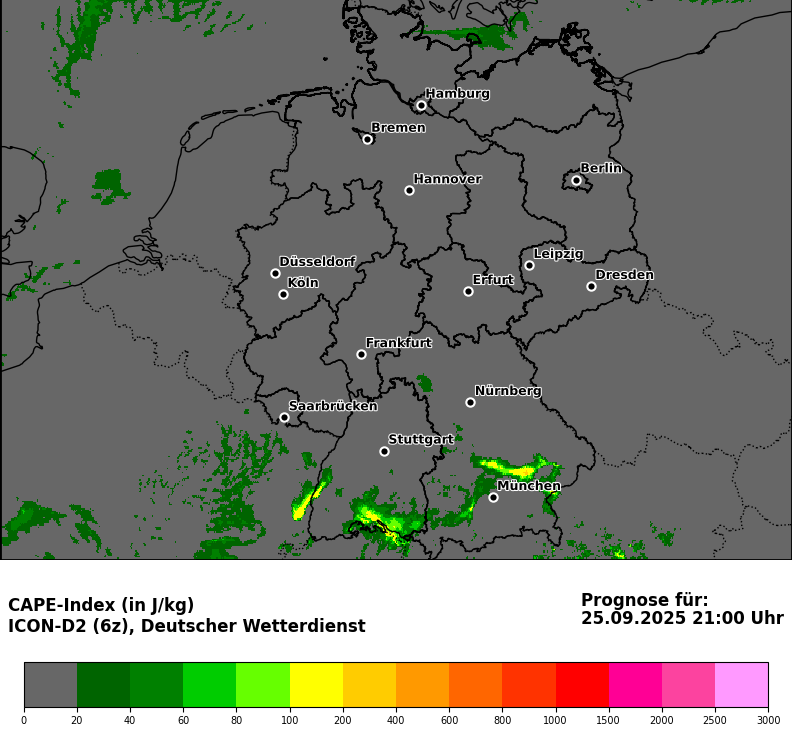 Hamburg
Bremen
Berlin
Hannover
Leipzig
Düsseldorf
Dresden
Erfurt
Köln
Frankfurt
Nürnberg
Saarbrücken
Stuttgart
München
CAPE-Index (in J/kg)
ICON-D2 (6z), Deutscher Wetterdienst
Prognose für:
25.09.2025 21:00 Uhr
0 20 40 60 80 100 200 400 600 800 1000 1500 2000 2500 3000